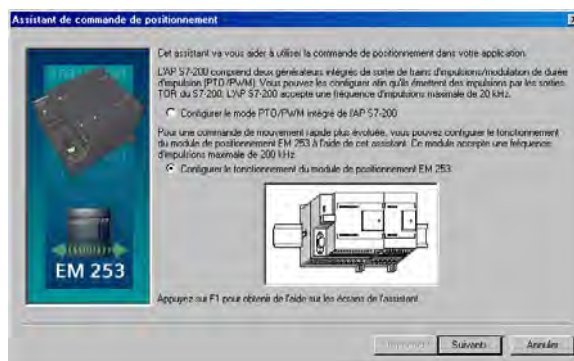 Assistant de commande de positionnement
Cet assistant va vous aider à utiliser la commande de positionnement dans votre application.
L'AP S7-200 comprend deux générateurs intégrés de sortie de trains d'impulsions/modulation de durée
d'impulsion (PTO/PWM). Vous pouvez les configurer afin qu'ils émettent des impulsions par les sorties
TOR du S7-200. L'AP S7-200 accepte une fréquence d'impulsions maximale de 20 kHz.
Configurer le mode PTO/PWM intégré de l'AP S7-200
Pour une commande de mouvement rapide plus évoluée, vous pouvez configurer le fonctionnement
du module de positionnement EM 253 à l'aide de cet assistant. Ce module accepte une fréquence
d'impulsions maximale de 200 kHz.
Configurer le fonctionnement du module de positionnement EM 253
EM 253
Appuyez sur F1 pour obtenir de l'aide sur les écrans de l'assistant.
Suivant>
Annuler